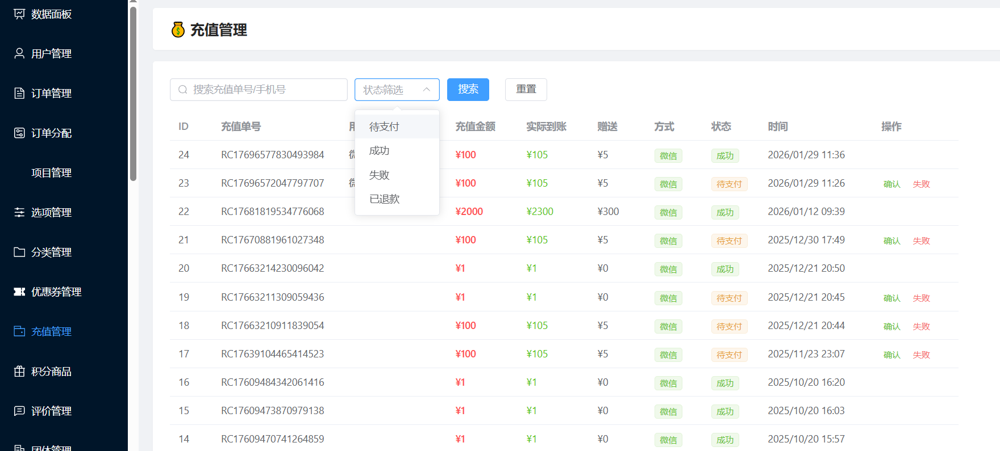 数据面板
用户管理
订单管理
订单分配
项目管理
选项管理
分类管理
优惠券管理
充值管理
积分商品
评价管理
团体管理
充值管理
搜索充值单号/手机号 状态筛选 搜索 重置
待支付
成功
失败
已退款
ID 充值单号 用 充值金额 实际到账 赠送 方式 状态 时间 操作
24 RC17696577830493984 微 ¥100 ¥105 ¥5 微信 成功 2026/01/29 11:36
23 RC17696572047797707 微 ¥100 ¥105 ¥5 微信 待支付 2026/01/29 11:26 确认 失败
22 RC17681819534776068 ¥2000 ¥2300 ¥300 微信 成功 2026/01/12 09:39
21 RC17670881961027348 ¥100 ¥105 ¥5 微信 待支付 2025/12/30 17:49 确认 失败
20 RC17663214230096042 ¥1 ¥1 ¥0 微信 成功 2025/12/21 20:50
19 RC17663211309059436 ¥1 ¥1 ¥0 微信 待支付 2025/12/21 20:45 确认 失败
18 RC17663210911839054 ¥100 ¥105 ¥5 微信 待支付 2025/12/21 20:44 确认 失败
17 RC17639104465414523 ¥100 ¥105 ¥5 微信 待支付 2025/11/23 23:07 确认 失败
16 RC17609484342061416 ¥1 ¥1 ¥0 微信 成功 2025/10/20 16:20
15 RC17609473870979138 ¥1 ¥1 ¥0 微信 成功 2025/10/20 16:03
14 RC17609470741264859 ¥1 ¥1 ¥0 微信 成功 2025/10/20 15:57